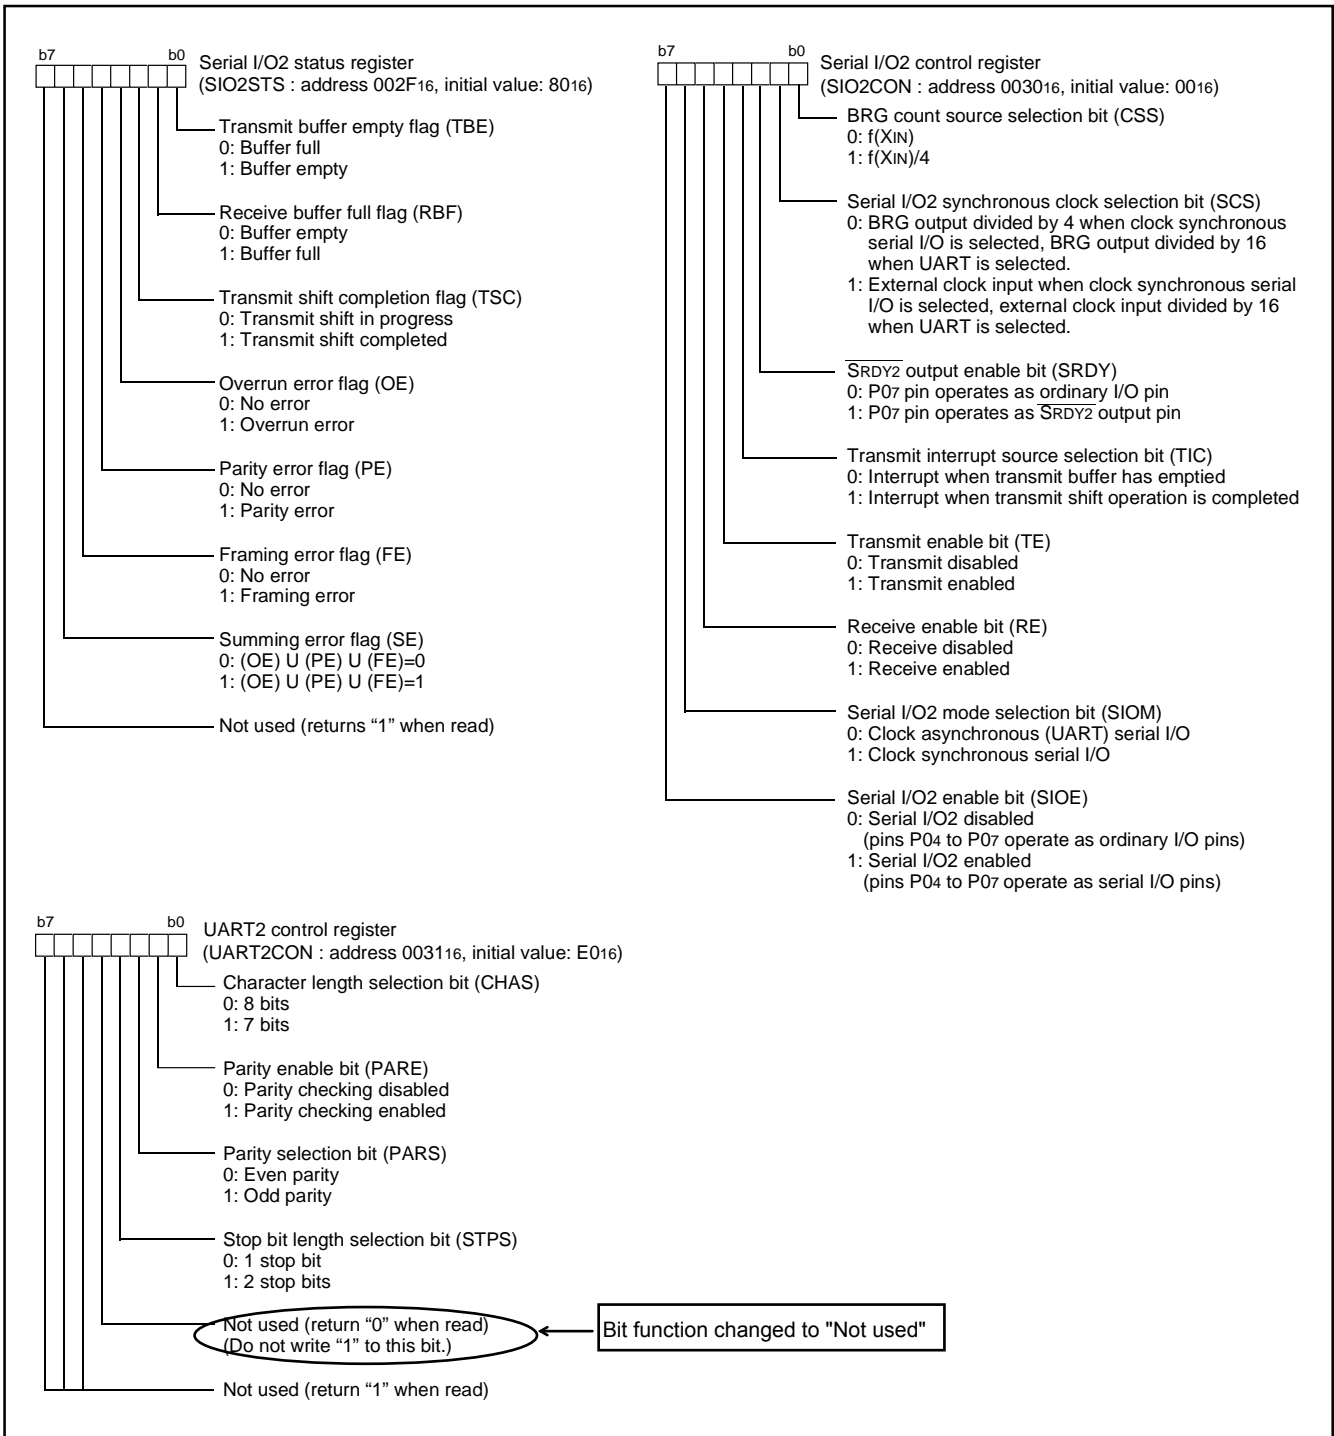 b7 b0
Serial I/O2 status register
(SIO2STS : address 002F16, initial value: 8016)
Transmit buffer empty flag (TBE)
0: Buffer full
1: Buffer empty
Receive buffer full flag (RBF)
0: Buffer empty
1: Buffer full
Transmit shift completion flag (TSC)
0: Transmit shift in progress
1: Transmit shift completed
Overrun error flag (OE)
0: No error
1: Overrun error
Parity error flag (PE)
0: No error
1: Parity error
Framing error flag (FE)
0: No error
1: Framing error
Summing error flag (SE)
0: (OE) U (PE) U (FE)=0
1: (OE) U (PE) U (FE)=1
Not used (returns “1” when read)
b7 b0
Serial I/O2 control register
(SIO2CON : address 003016, initial value: 0016)
BRG count source selection bit (CSS)
0: f(XIN)
1: f(XIN)/4
Serial I/O2 synchronous clock selection bit (SCS)
0: BRG output divided by 4 when clock synchronous
serial I/O is selected, BRG output divided by 16
when UART is selected.
1: External clock input when clock synchronous serial
I/O is selected, external clock input divided by 16
when UART is selected.
SRDY2 output enable bit (SRDY)
0: P07 pin operates as ordinary I/O pin
1: P07 pin operates as SRDY2 output pin
Transmit interrupt source selection bit (TIC)
0: Interrupt when transmit buffer has emptied
1: Interrupt when transmit shift operation is completed
Transmit enable bit (TE)
0: Transmit disabled
1: Transmit enabled
Receive enable bit (RE)
0: Receive disabled
1: Receive enabled
Serial I/O2 mode selection bit (SIOM)
0: Clock asynchronous (UART) serial I/O
1: Clock synchronous serial I/O
Serial I/O2 enable bit (SIOE)
0: Serial I/O2 disabled
(pins P04 to P07 operate as ordinary I/O pins)
1: Serial I/O2 enabled
(pins P04 to P07 operate as serial I/O pins)
b7 b0
UART2 control register
(UART2CON : address 003116, initial value: E016)
Character length selection bit (CHAS)
0: 8 bits
1: 7 bits
Parity enable bit (PARE)
0: Parity checking disabled
1: Parity checking enabled
Parity selection bit (PARS)
0: Even parity
1: Odd parity
Stop bit length selection bit (STPS)
0: 1 stop bit
1: 2 stop bits
Not used (return “0” when read)
(Do not write “1” to this bit.)
Bit function changed to "Not used"
Not used (return “1” when read)